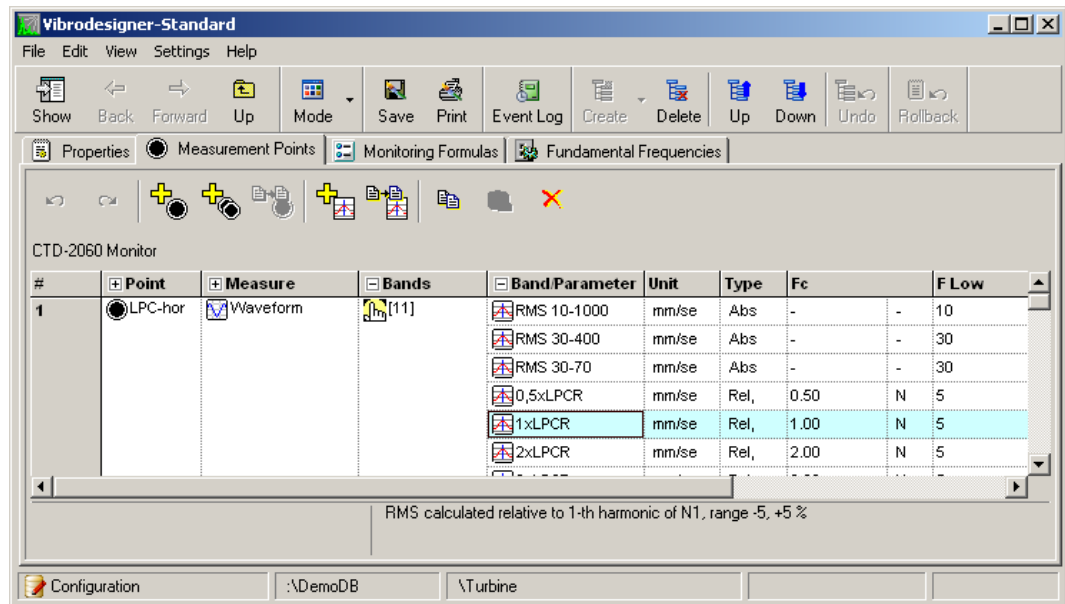 Vibrodesigner-Standard
File Edit View Settings Help
Show Back Forward Up Mode Save Print Event Log Create Delete Up Down Undo Rollback
Properties Measurement Points Monitoring Formulas Fundamental Frequencies
CTD-2060 Monitor
# Point Measure Bands Band/Parameter Unit Type Fc F Low
1 LPC-hor Waveform [11] RMS 10-1000 mm/se Abs - - 10
RMS 30-400 mm/se Abs - - 30
RMS 30-70 mm/se Abs - - 30
0,5xLPCR mm/se Rel, 0.50 N 5
1xLPCR mm/se Rel, 1.00 N 5
2xLPCR mm/se Rel, 2.00 N 5
RMS calculated relative to 1-th harmonic of N1, range -5, +5 %
Configuration :\DemoDB \Turbine